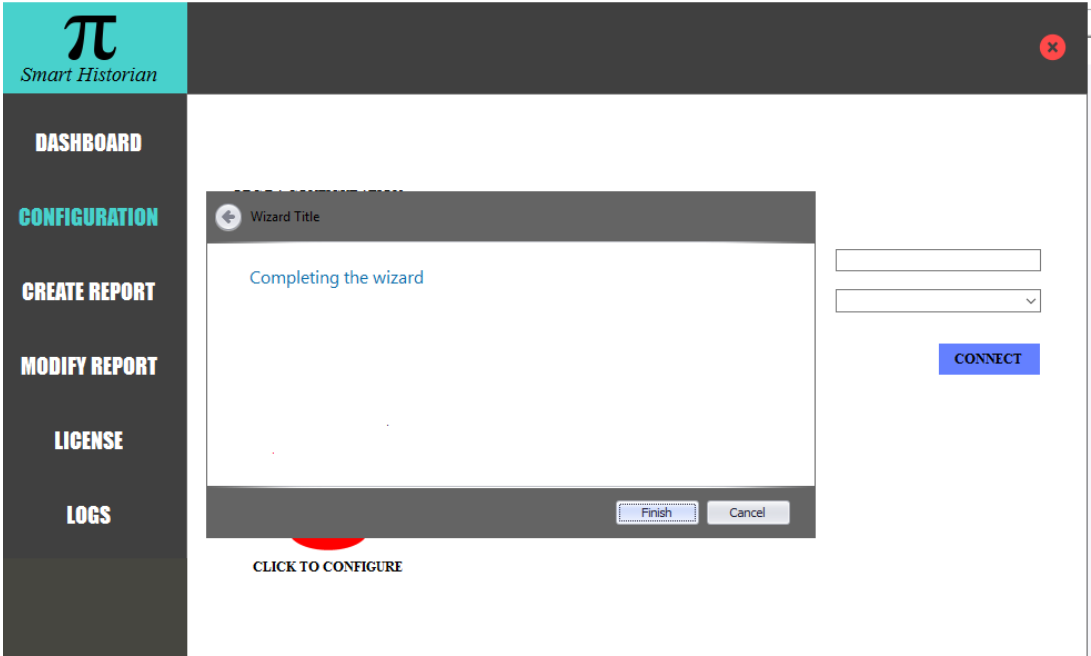 π
Smart Historian
DASHBOARD
CONFIGURATION
CREATE REPORT
MODIFY REPORT
LICENSE
LOGS
Wizard Title
Completing the wizard
Finish
Cancel
CONNECT
CLICK TO CONFIGURE